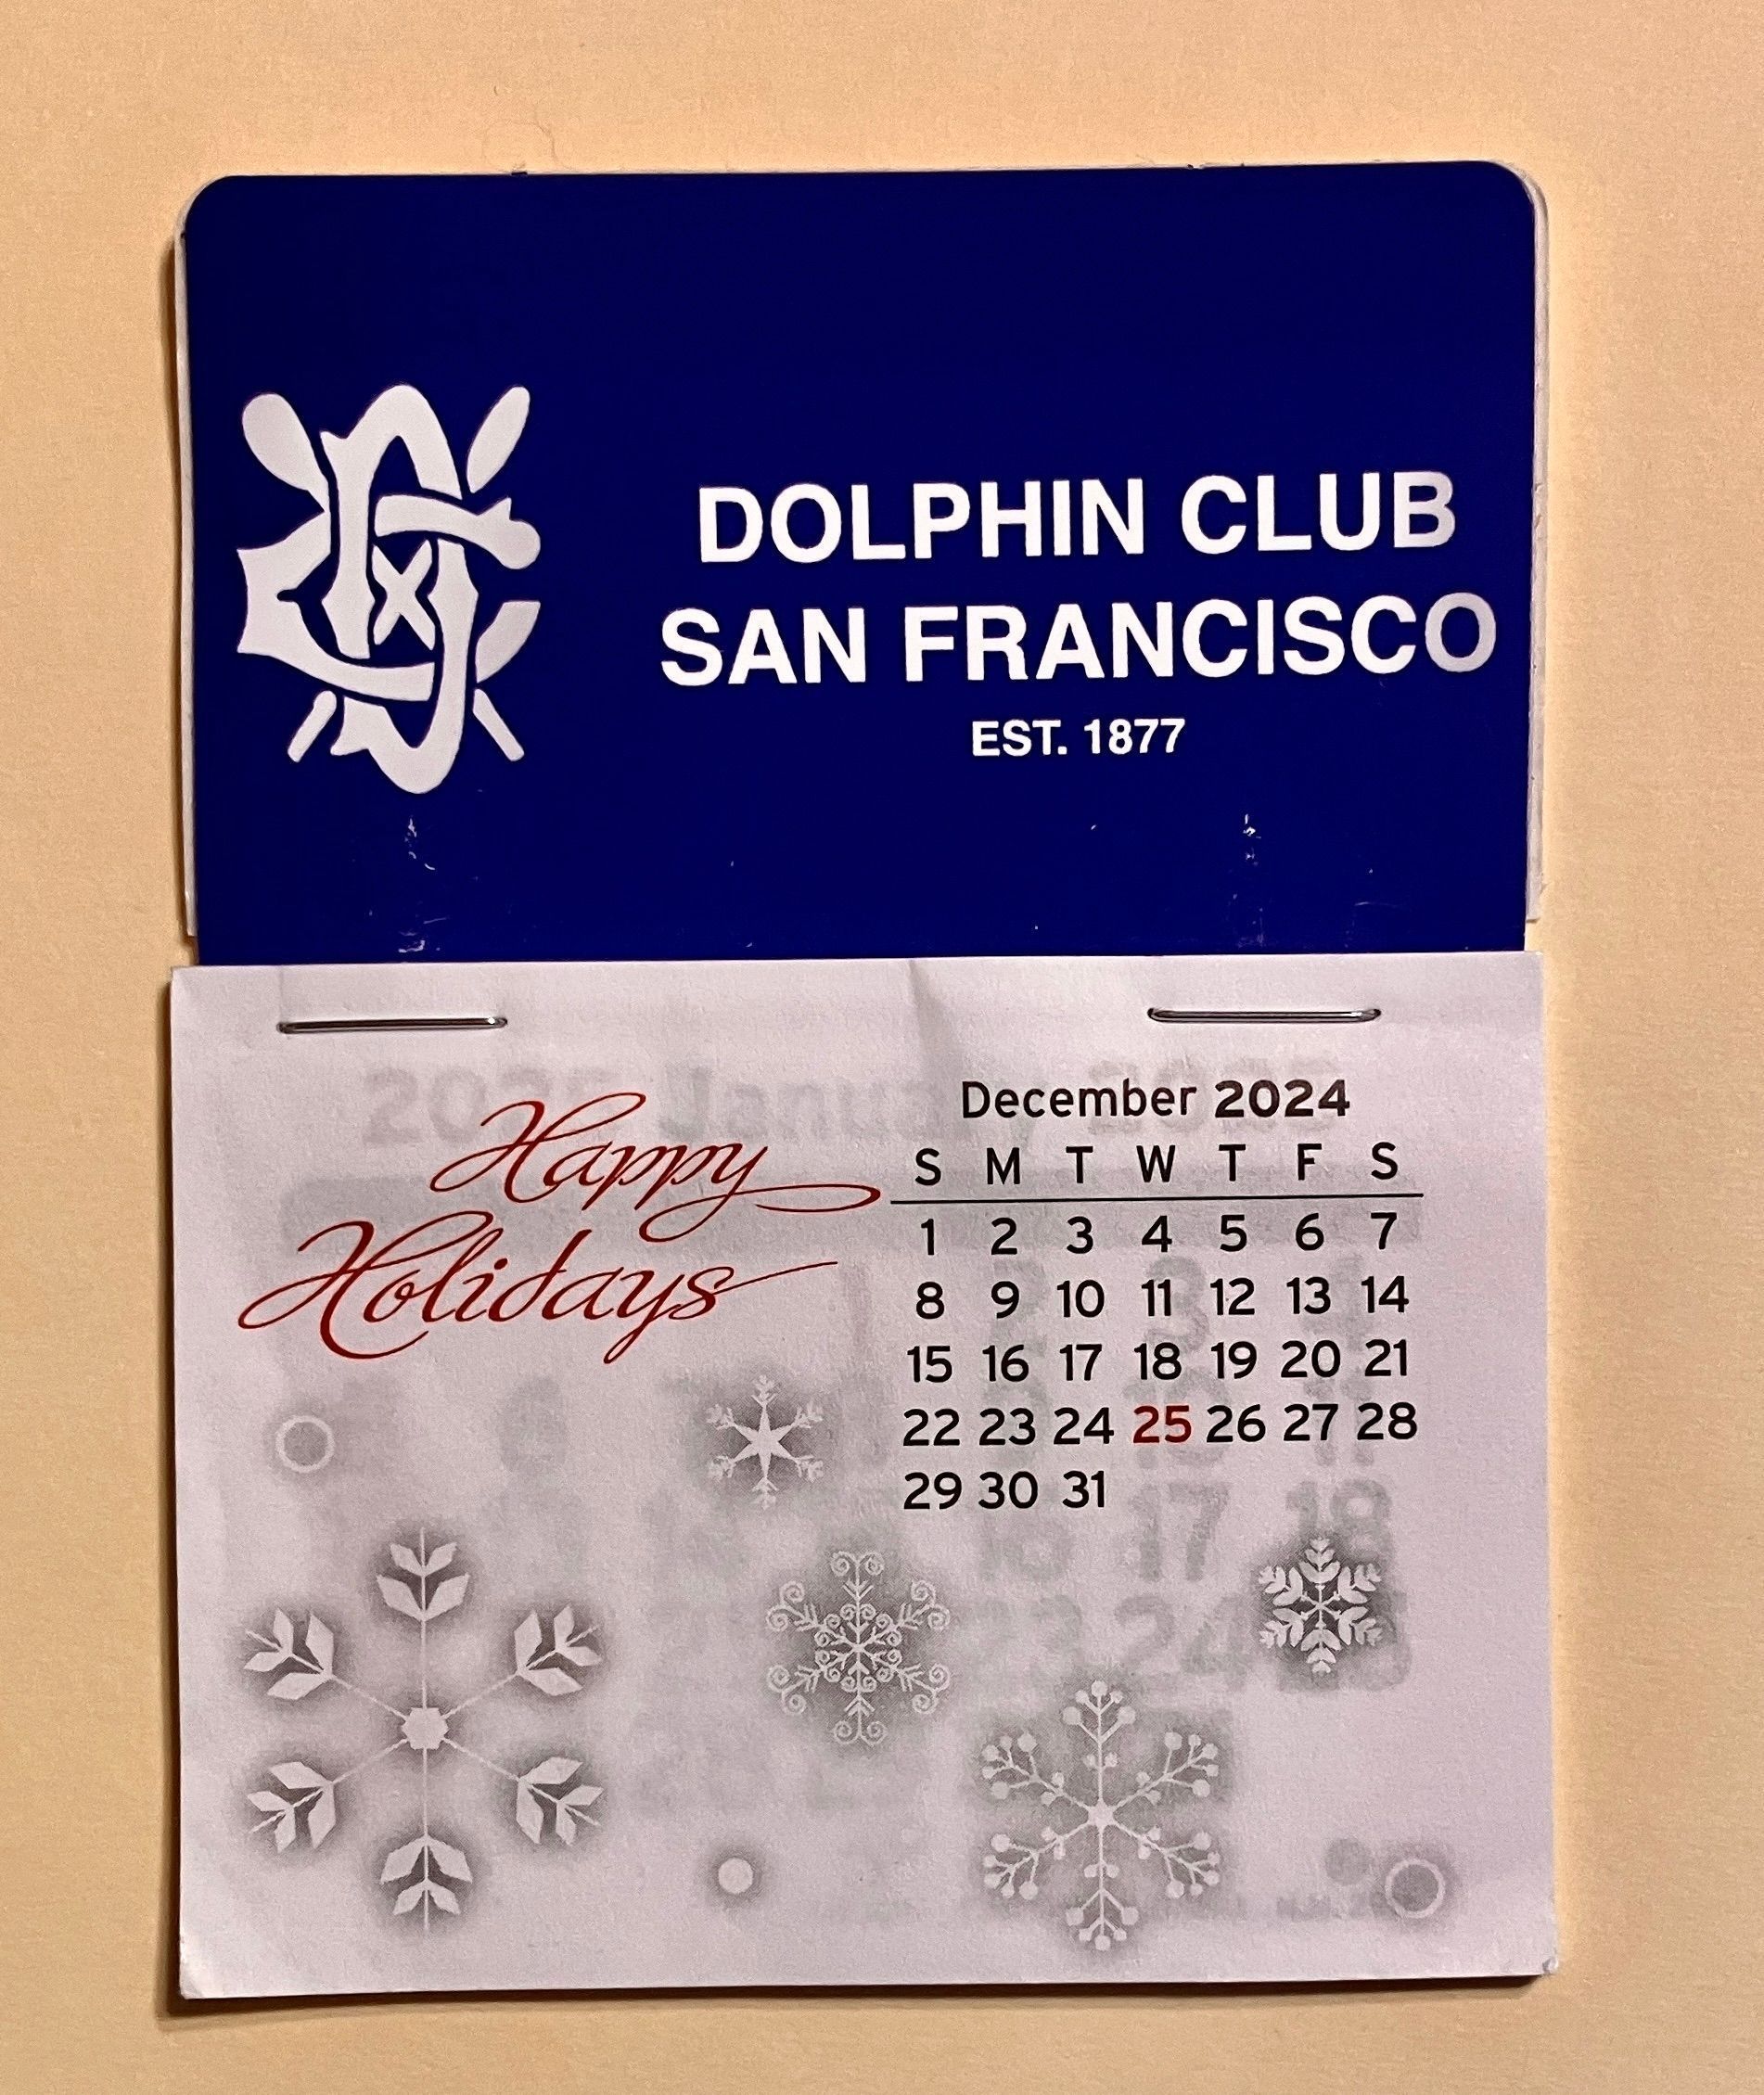 DOLPHIN CLUB
SAN FRANCISCO
EST. 1877
Happy
Holidays
December 2024
S M T W T F S
1 2 3 4 5 6 7
8 9 10 11 12 13 14
15 16 17 18 19 20 21
22 23 24 25 26 27 28
29 30 31